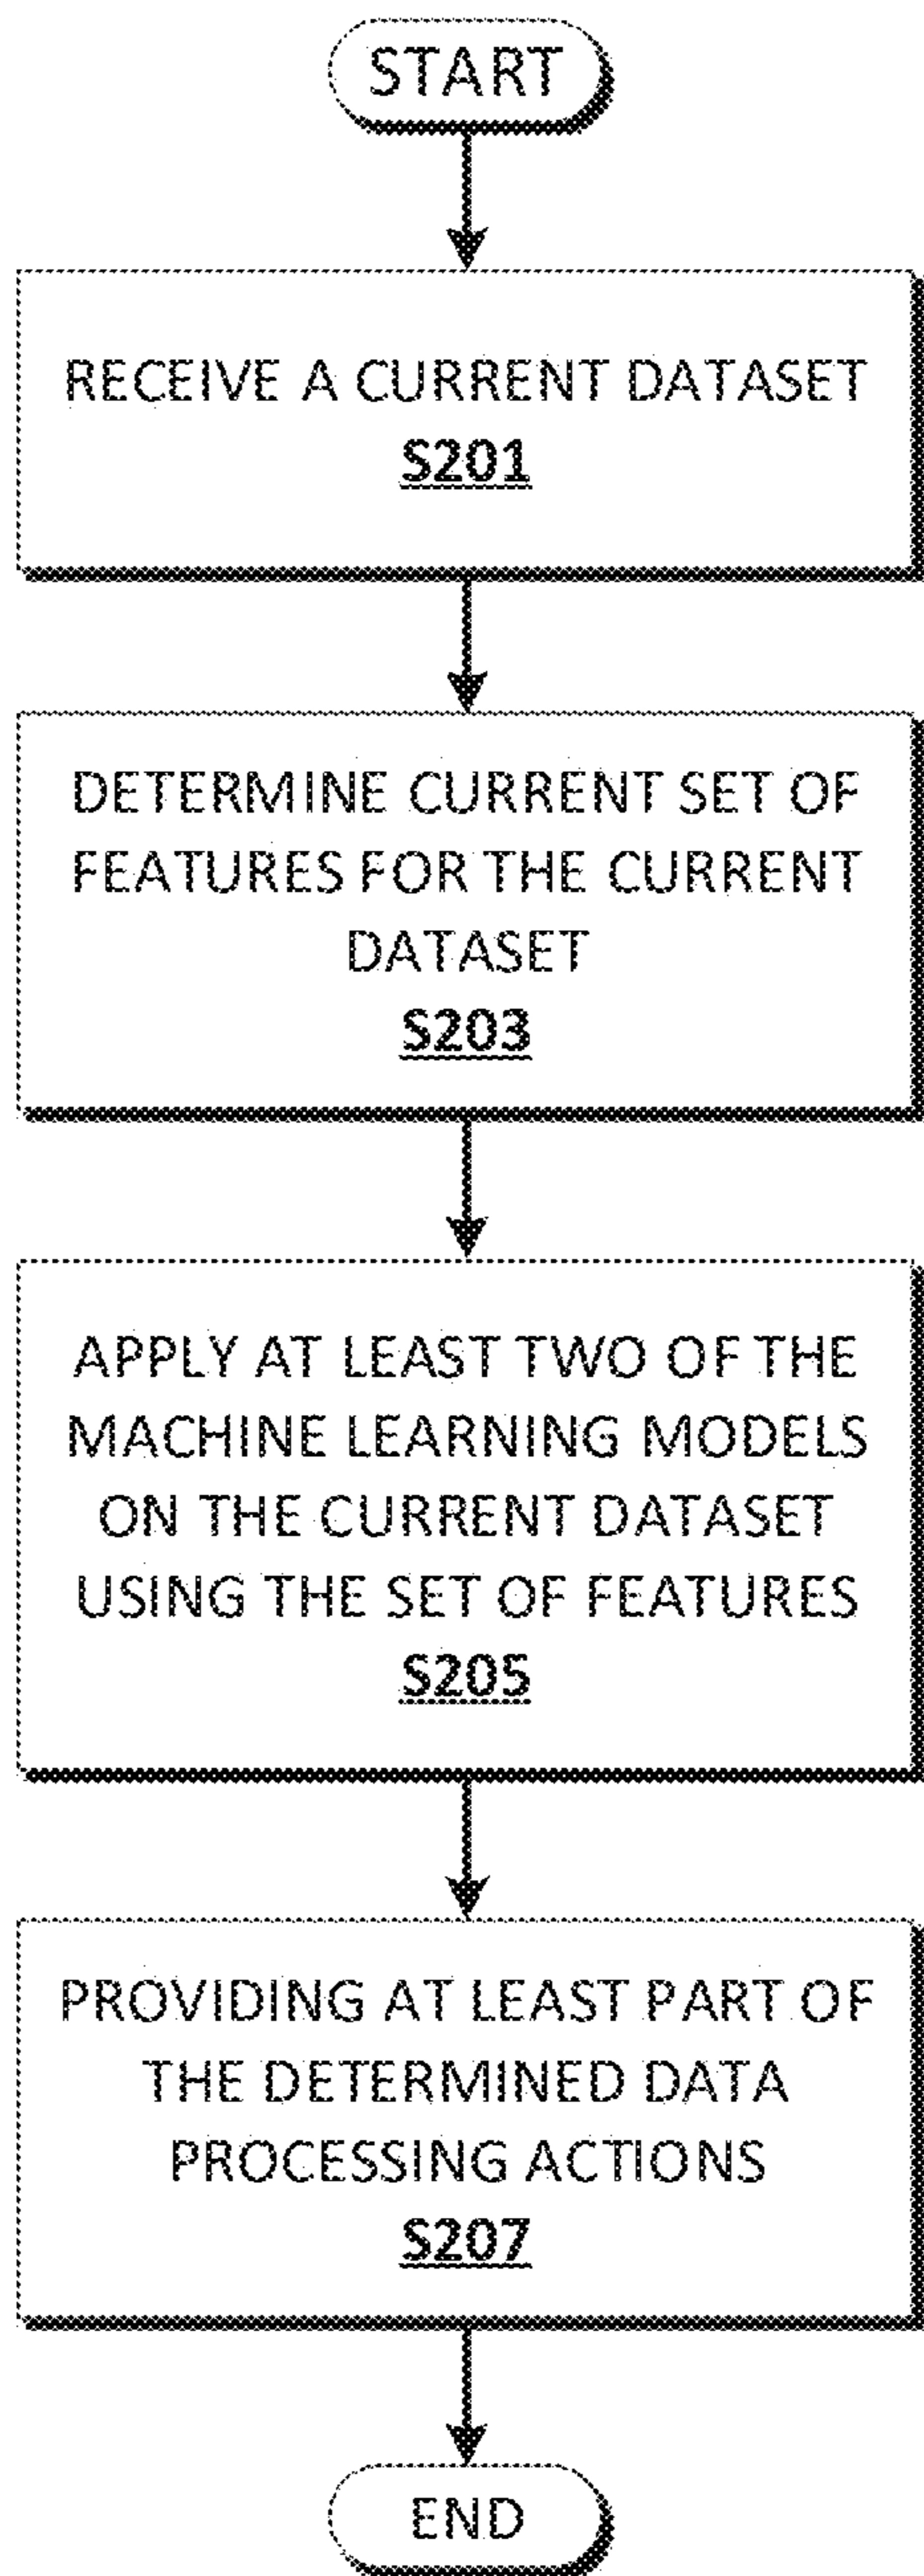 START
RECEIVE A CURRENT DATASET
S201
DETERMINE CURRENT SET OF
FEATURES FOR THE CURRENT
DATASET
S203
APPLY AT LEAST TWO OF THE
MACHINE LEARNING MODELS
ON THE CURRENT DATASET
USING THE SET OF FEATURES
S205
PROVIDING AT LEAST PART OF
THE DETERMINED DATA
PROCESSING ACTIONS
S207
END